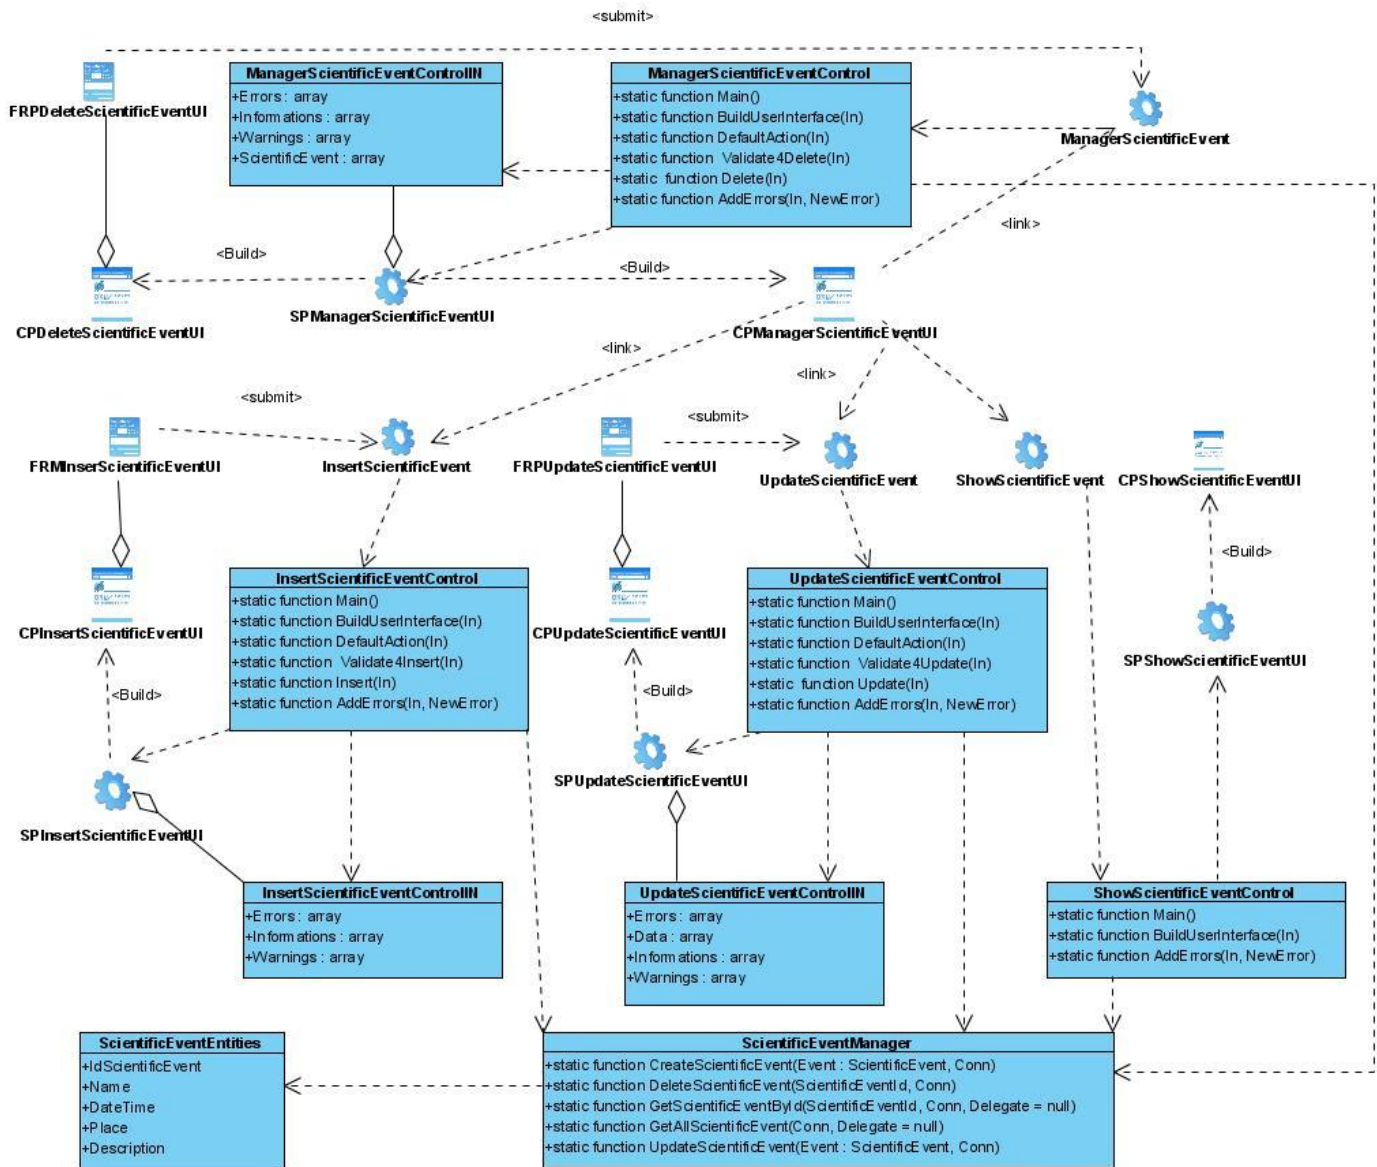 <submit>
FRPDeleteScientificEventUI
ManagerScientificEventControlIN
+Errors : array
+Informations : array
+Warnings : array
+ScientificEvent : array
ManagerScientificEventControl
+static function Main()
+static function BuildUserInterface(In)
+static function DefaultAction(In)
+static function Validate4Delete(In)
+static function Delete(In)
+static function AddErrors(In, NewError)
ManagerScientificEvent
<link>
<Build>
<Build>
CPDeleteScientificEventUI
SPManagerScientificEventUI
CPManagerScientificEventUI
<link>
<link>
<submit>
<submit>
FRMInserScientificEventUI
InsertScientificEvent
FRPUpdateScientificEventUI
UpdateScientificEvent
ShowScientificEvent
CPShowScientificEventUI
<Build>
InsertScientificEventControl
+static function Main()
+static function BuildUserInterface(In)
+static function DefaultAction(In)
+static function Validate4Insert(In)
+static function Insert(In)
+static function AddErrors(In, NewError)
UpdateScientificEventControl
+static function Main()
+static function BuildUserInterface(In)
+static function DefaultAction(In)
+static function Validate4Update(In)
+static function Update(In)
+static function AddErrors(In, NewError)
CPInsertScientificEventUI
CPUpdateScientificEventUI
SPShowScientificEventUI
<Build>
<Build>
SPInsertScientificEventUI
SPUpdateScientificEventUI
InsertScientificEventControlIN
+Errors : array
+Informations : array
+Warnings : array
UpdateScientificEventControlIN
+Errors : array
+Data : array
+Informations : array
+Warnings : array
ShowScientificEventControl
+static function Main()
+static function BuildUserInterface(In)
+static function AddErrors(In, NewError)
ScientificEventEntities
+IdScientificEvent
+Name
+DateTime
+Place
+Description
ScientificEventManager
+static function CreateScientificEvent(Event : ScientificEvent, Conn)
+static function DeleteScientificEvent(ScientificEventId, Conn)
+static function GetScientificEventById(ScientificEventId, Conn, Delegate = null)
+static function GetAllScientificEvent(Conn, Delegate = null)
+static function UpdateScientificEvent(Event : ScientificEvent, Conn)